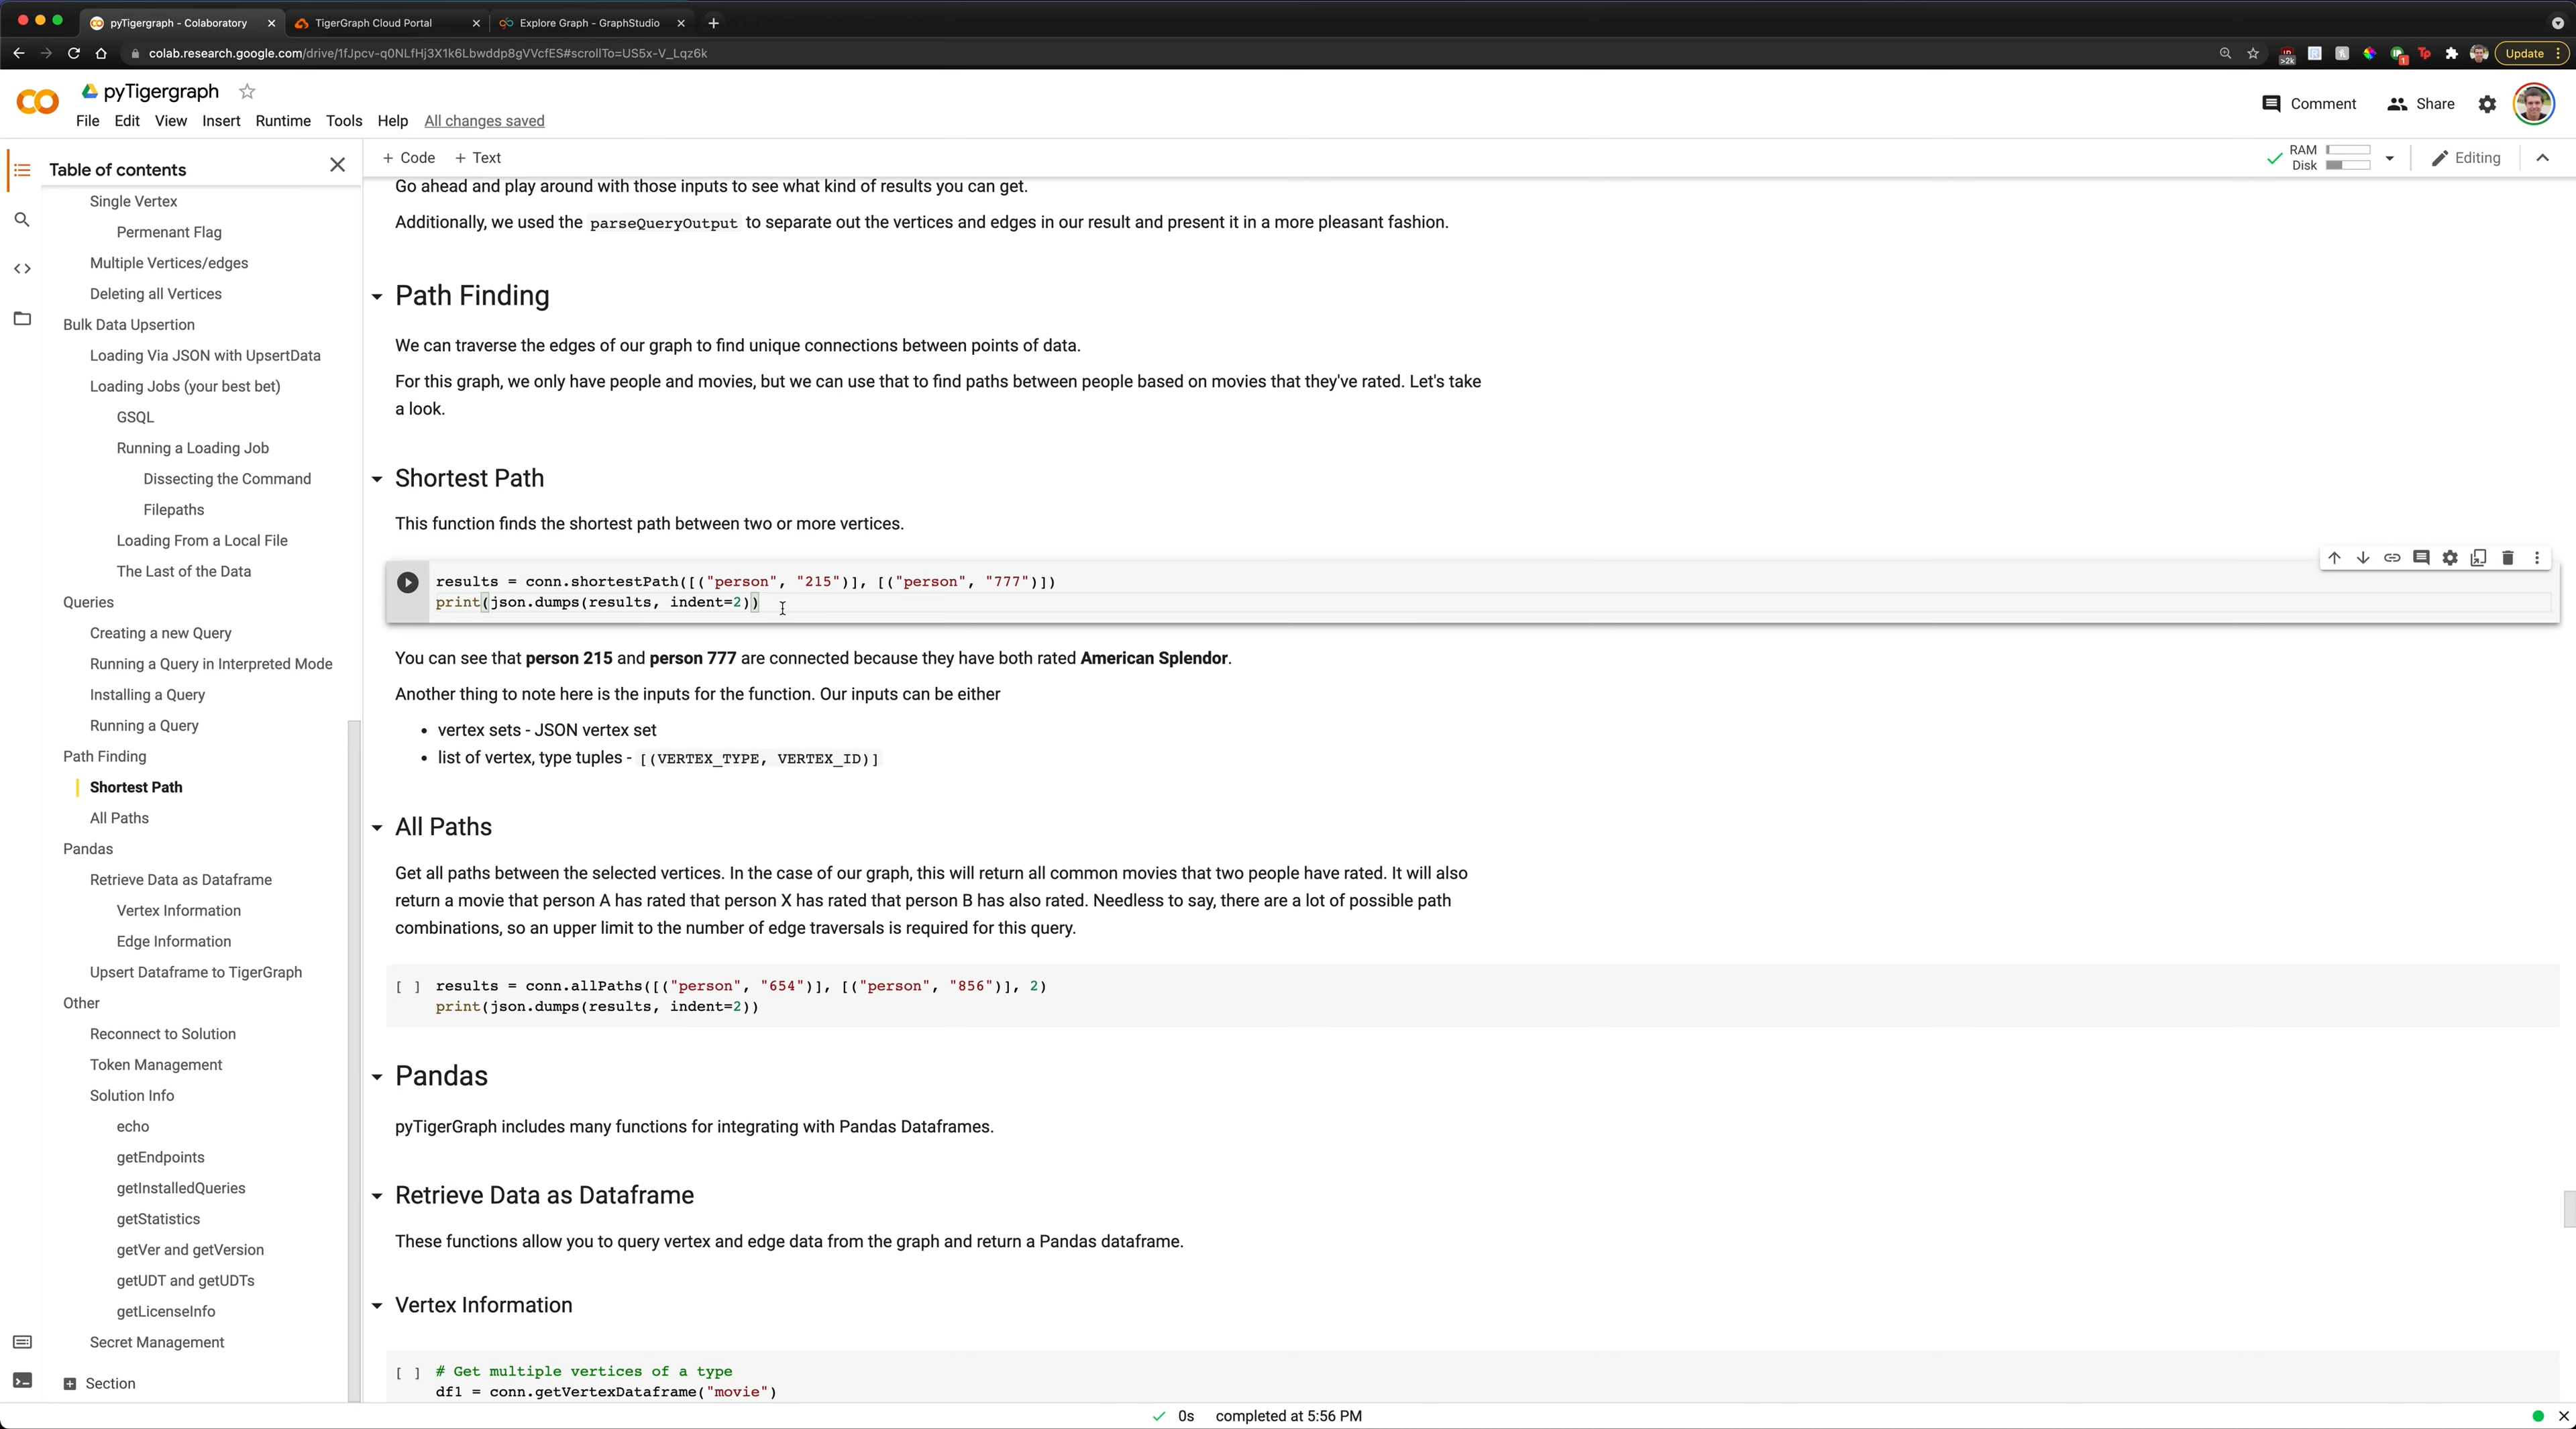 pyTigergraph - Colaboratory
TigerGraph Cloud Portal
Explore Graph - GraphStudio
colab.research.google.com/drive/1fJpcv-q0NLfHj3X1k6Lbwddp8gVVcfES#scrollTo=US5x-V_Lqz6k
>2k
1
Update
pyTigergraph
File Edit View Insert Runtime Tools Help All changes saved
Comment
Share
+ Code + Text
RAM
Disk
Editing
Table of contents
Single Vertex
Permenant Flag
Multiple Vertices/edges
Deleting all Vertices
Bulk Data Upsertion
Loading Via JSON with UpsertData
Loading Jobs (your best bet)
GSQL
Running a Loading Job
Dissecting the Command
Filepaths
Loading From a Local File
The Last of the Data
Queries
Creating a new Query
Running a Query in Interpreted Mode
Installing a Query
Running a Query
Path Finding
Shortest Path
All Paths
Pandas
Retrieve Data as Dataframe
Vertex Information
Edge Information
Upsert Dataframe to TigerGraph
Other
Reconnect to Solution
Token Management
Solution Info
echo
getEndpoints
getInstalledQueries
getStatistics
getVer and getVersion
getUDT and getUDTs
getLicenseInfo
Secret Management
Section
Go ahead and play around with those inputs to see what kind of results you can get.
Additionally, we used the parseQueryOutput to separate out the vertices and edges in our result and present it in a more pleasant fashion.
Path Finding
We can traverse the edges of our graph to find unique connections between points of data.
For this graph, we only have people and movies, but we can use that to find paths between people based on movies that they've rated. Let's take
a look.
Shortest Path
This function finds the shortest path between two or more vertices.
results = conn.shortestPath([("person", "215")], [("person", "777")])
print(json.dumps(results, indent=2))
You can see that person 215 and person 777 are connected because they have both rated American Splendor.
Another thing to note here is the inputs for the function. Our inputs can be either
• vertex sets - JSON vertex set
• list of vertex, type tuples - [(VERTEX_TYPE, VERTEX_ID)]
All Paths
Get all paths between the selected vertices. In the case of our graph, this will return all common movies that two people have rated. It will also
return a movie that person A has rated that person X has rated that person B has also rated. Needless to say, there are a lot of possible path
combinations, so an upper limit to the number of edge traversals is required for this query.
[ ] results = conn.allPaths([("person", "654")], [("person", "856")], 2)
print(json.dumps(results, indent=2))
Pandas
pyTigerGraph includes many functions for integrating with Pandas Dataframes.
Retrieve Data as Dataframe
These functions allow you to query vertex and edge data from the graph and return a Pandas dataframe.
Vertex Information
[ ] # Get multiple vertices of a type
df1 = conn.getVertexDataframe("movie")
0s completed at 5:56 PM